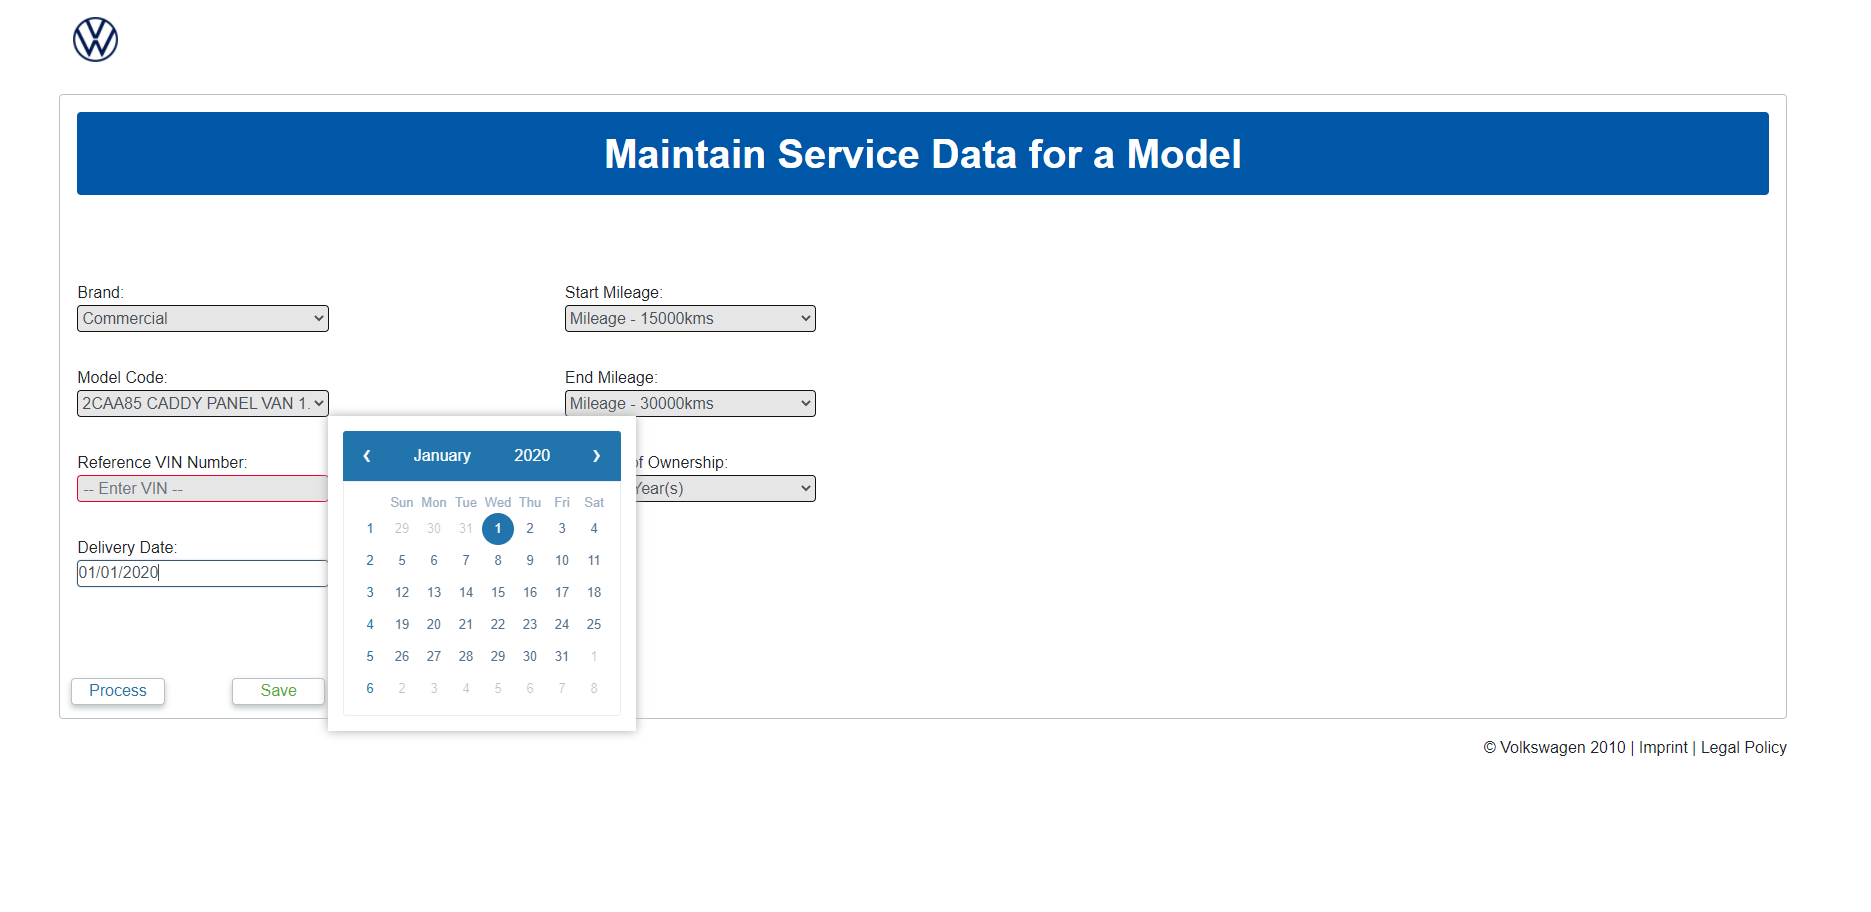 Maintain Service Data for a Model
Brand:
Commercial
Start Mileage:
Mileage - 15000kms
Model Code:
2CAA85 CADDY PANEL VAN 1.
End Mileage:
Mileage - 30000kms
Reference VIN Number:
-- Enter VIN --
of Ownership:
Year(s)
Delivery Date:
01/01/2020
‹ January 2020 ›
Sun Mon Tue Wed Thu Fri Sat
1 29 30 31 1 2 3 4
2 5 6 7 8 9 10 11
3 12 13 14 15 16 17 18
4 19 20 21 22 23 24 25
5 26 27 28 29 30 31 1
6 2 3 4 5 6 7 8
Process
Save
© Volkswagen 2010 | Imprint | Legal Policy